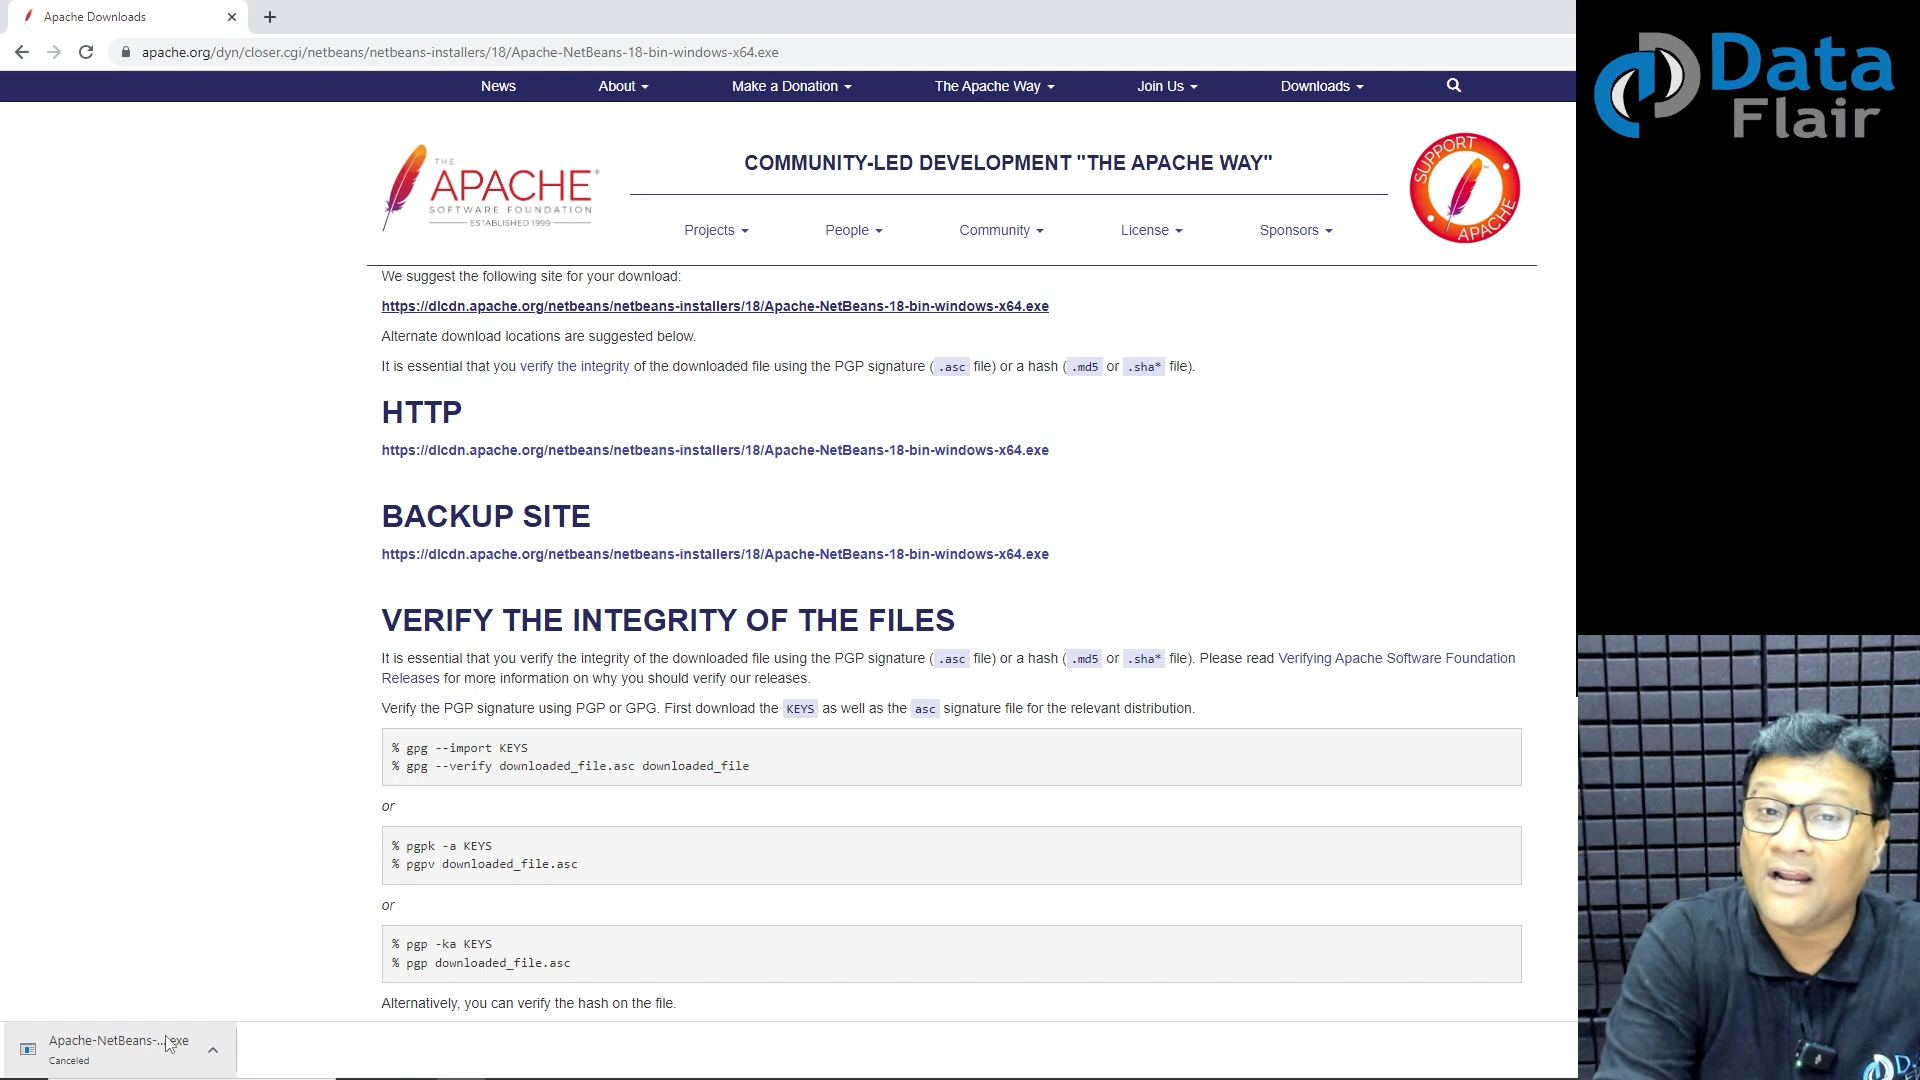 Apache Downloads
apache.org/dyn/closer.cgi/netbeans/netbeans-installers/18/Apache-NetBeans-18-bin-windows-x64.exe
News About Make a Donation The Apache Way Join Us Downloads
THE
APACHE®
SOFTWARE FOUNDATION
ESTABLISHED 1999
COMMUNITY-LED DEVELOPMENT "THE APACHE WAY"
Projects People Community License Sponsors
SUPPORT
APACHE
Data
Flair
We suggest the following site for your download:
https://dlcdn.apache.org/netbeans/netbeans-installers/18/Apache-NetBeans-18-bin-windows-x64.exe
Alternate download locations are suggested below.
It is essential that you verify the integrity of the downloaded file using the PGP signature ( .asc file) or a hash ( .md5 or .sha* file).
HTTP
https://dlcdn.apache.org/netbeans/netbeans-installers/18/Apache-NetBeans-18-bin-windows-x64.exe
BACKUP SITE
https://dlcdn.apache.org/netbeans/netbeans-installers/18/Apache-NetBeans-18-bin-windows-x64.exe
VERIFY THE INTEGRITY OF THE FILES
It is essential that you verify the integrity of the downloaded file using the PGP signature ( .asc file) or a hash ( .md5 or .sha* file). Please read Verifying Apache Software Foundation
Releases for more information on why you should verify our releases.
Verify the PGP signature using PGP or GPG. First download the KEYS as well as the asc signature file for the relevant distribution.
% gpg --import KEYS
% gpg --verify downloaded_file.asc downloaded_file
or
% pgpk -a KEYS
% pgpv downloaded_file.asc
or
% pgp -ka KEYS
% pgp downloaded_file.asc
Alternatively, you can verify the hash on the file.
Apache-NetBeans-....exe
Canceled